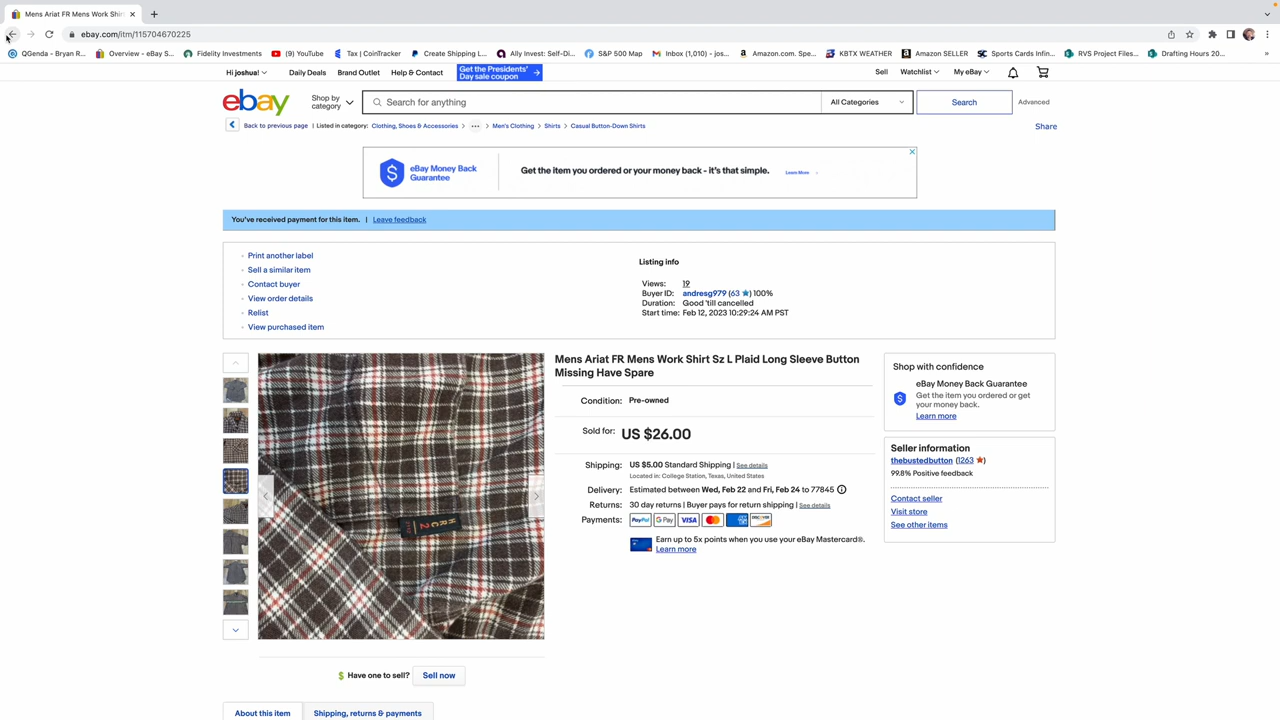 Mens Ariat FR Mens Work Shir
ebay.com/itm/115704670225
QGenda - Bryan R...
Overview - eBay S...
Fidelity Investments
(9) YouTube
Tax | CoinTracker
Create Shipping L...
Ally Invest: Self-Di...
S&P 500 Map
Inbox (1,010) - jos...
Amazon.com. Spe...
KBTX WEATHER
Amazon SELLER
Sports Cards Infin...
RVS Project Files...
Drafting Hours 20...
Hi joshua!
Daily Deals
Brand Outlet
Help & Contact
Get the Presidents'
Day sale coupon
Sell
Watchlist
My eBay
ebay
Shop by
category
Search for anything
All Categories
Search
Advanced
Back to previous page | Listed in category: Clothing, Shoes & Accessories > ... > Men's Clothing > Shirts > Casual Button-Down Shirts
Share
eBay Money Back
Guarantee
Get the item you ordered or your money back - it's that simple.
Learn More
You've received payment for this item. | Leave feedback
Print another label
Sell a similar item
Contact buyer
View order details
Relist
View purchased item
Listing info
Views: 19
Buyer ID: andresg979 (63 ★) 100%
Duration: Good 'till cancelled
Start time: Feb 12, 2023 10:29:24 AM PST
HRC 2
Mens Ariat FR Mens Work Shirt Sz L Plaid Long Sleeve Button
Missing Have Spare
Condition: Pre-owned
Sold for: US $26.00
Shipping: US $5.00 Standard Shipping | See details
Located in: College Station, Texas, United States
Delivery: Estimated between Wed, Feb 22 and Fri, Feb 24 to 77845
Returns: 30 day returns | Buyer pays for return shipping | See details
Payments: PayPal G Pay VISA
DISCOVER
Earn up to 5x points when you use your eBay Mastercard®.
Learn more
Shop with confidence
eBay Money Back Guarantee
Get the item you ordered or
get your money back.
Learn more
Seller information
thebustedbutton (1263 ★)
99.8% Positive feedback
Contact seller
Visit store
See other items
Have one to sell? Sell now
About this item
Shipping, returns & payments